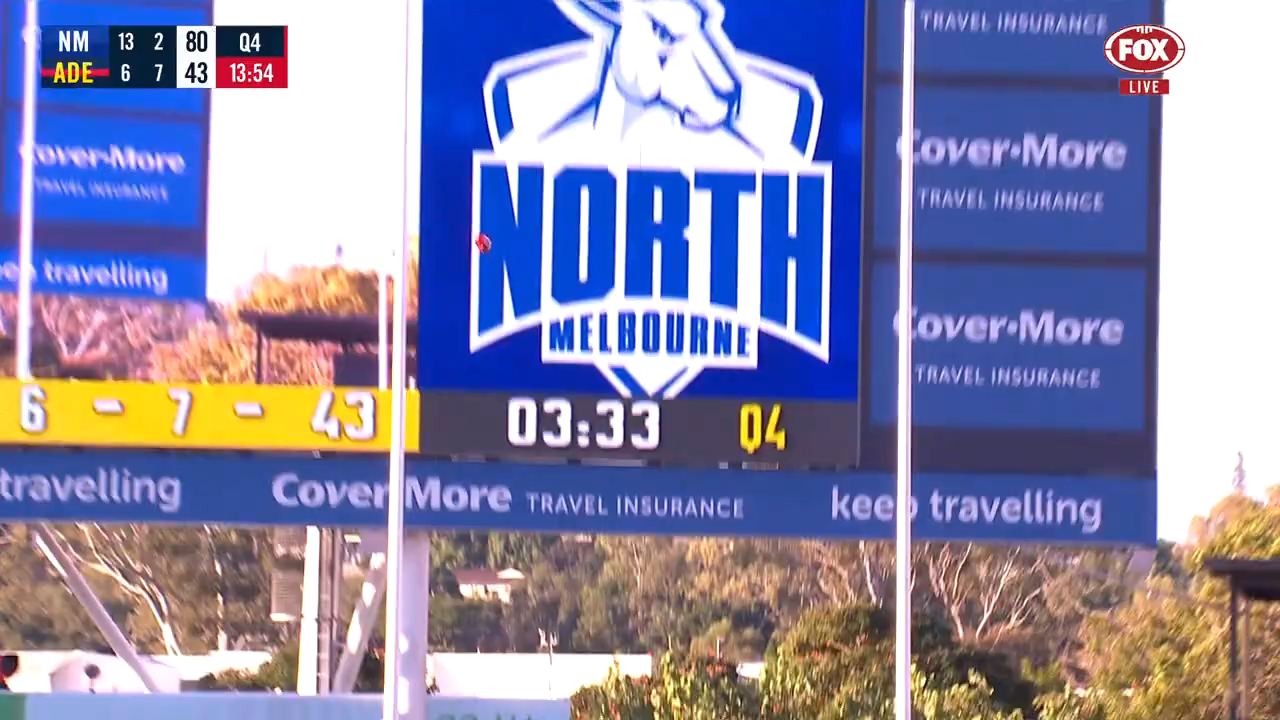 NM 13 2 80 Q4
ADE 6 7 43 13:54
FOX
LIVE
TRAVEL INSURANCE
Cover-More
TRAVEL INSURANCE
travelling
NORTH
MELBOURNE
Cover-More
TRAVEL INSURANCE
Cover-More
TRAVEL INSURANCE
6 - 7 - 43
03:33 Q4
travelling Cover-More TRAVEL INSURANCE keep travelling